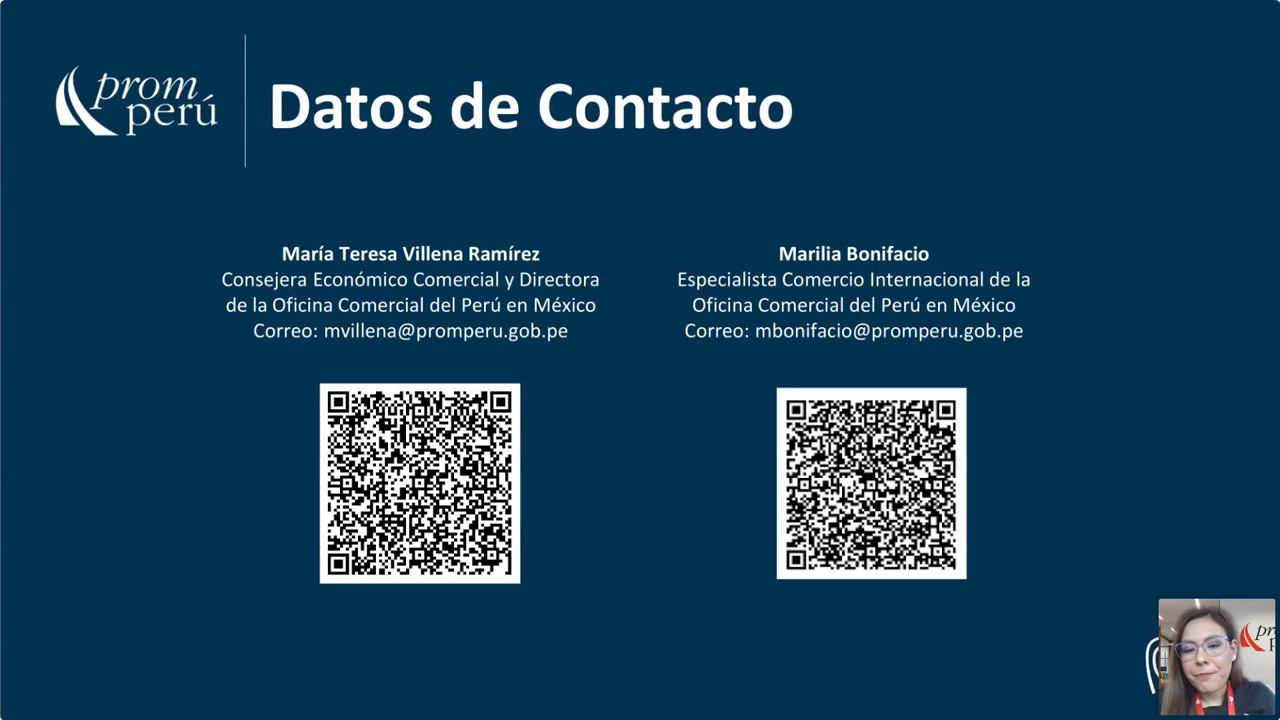 prom
perú
Datos de Contacto
María Teresa Villena Ramírez
Consejera Económico Comercial y Directora
de la Oficina Comercial del Perú en México
Correo: mvillena@promperu.gob.pe
Marilia Bonifacio
Especialista Comercio Internacional de la
Oficina Comercial del Perú en México
Correo: mbonifacio@promperu.gob.pe